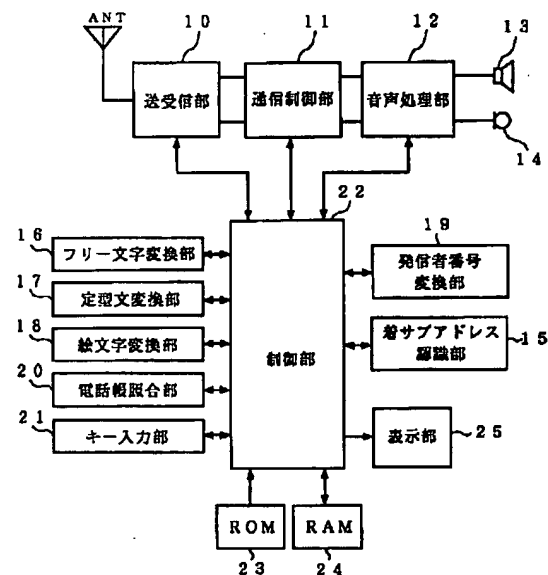 ANT
10
11
12
13
送受信部
通信制御部
音声処理部
14
22
16
フリー文字変換部
17
定型文変換部
18
絵文字変換部
20
電話帳照合部
21
キー入力部
制御部
19
発信者番号
変換部
着サブアドレス
認識部
15
表示部
25
ROM
RAM
23
24